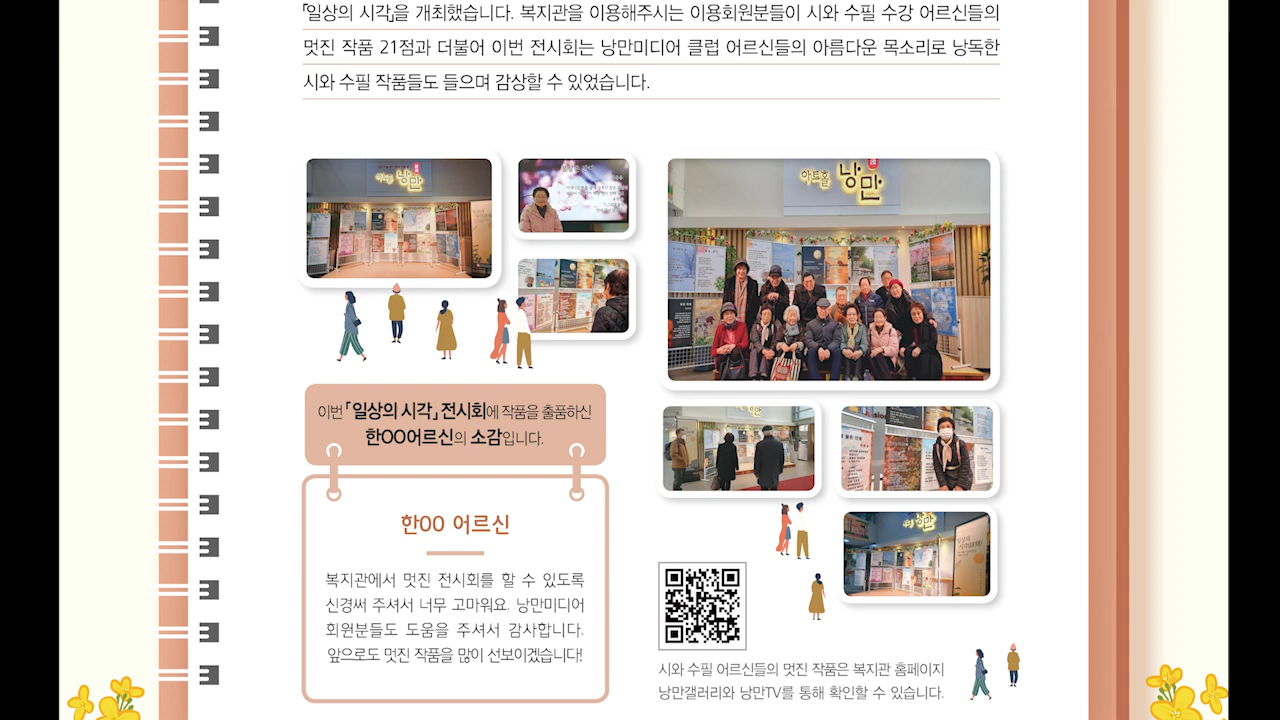 「일상의 시각」을 개최했습니다. 복지관을 이용해주시는 이용회원분들이 시와 수필 수강 어르신들의
멋진 작품 21점과 더불어 이번 전시회는 낭만미디어 클럽 어르신들의 아름다운 목소리로 낭독한
시와 수필 작품들도 들으며 감상할 수 있었습니다.
낭만
아트홀 낭만
이번 「일상의 시각」 전시회에 작품을 출품하신
한OO어르신의 소감입니다.
한OO 어르신
복지관에서 멋진 전시회를 할 수 있도록
신경써 주셔서 너무 고마워요. 낭만미디어
회원분들도 도움을 주셔서 감사합니다.
앞으로도 멋진 작품을 많이 선보이겠습니다!
낭만
일상의
시각
시와 수필 어르신들의 멋진 작품은 복지관 홈페이지
낭만갤러리와 낭만TV를 통해 확인할 수 있습니다.